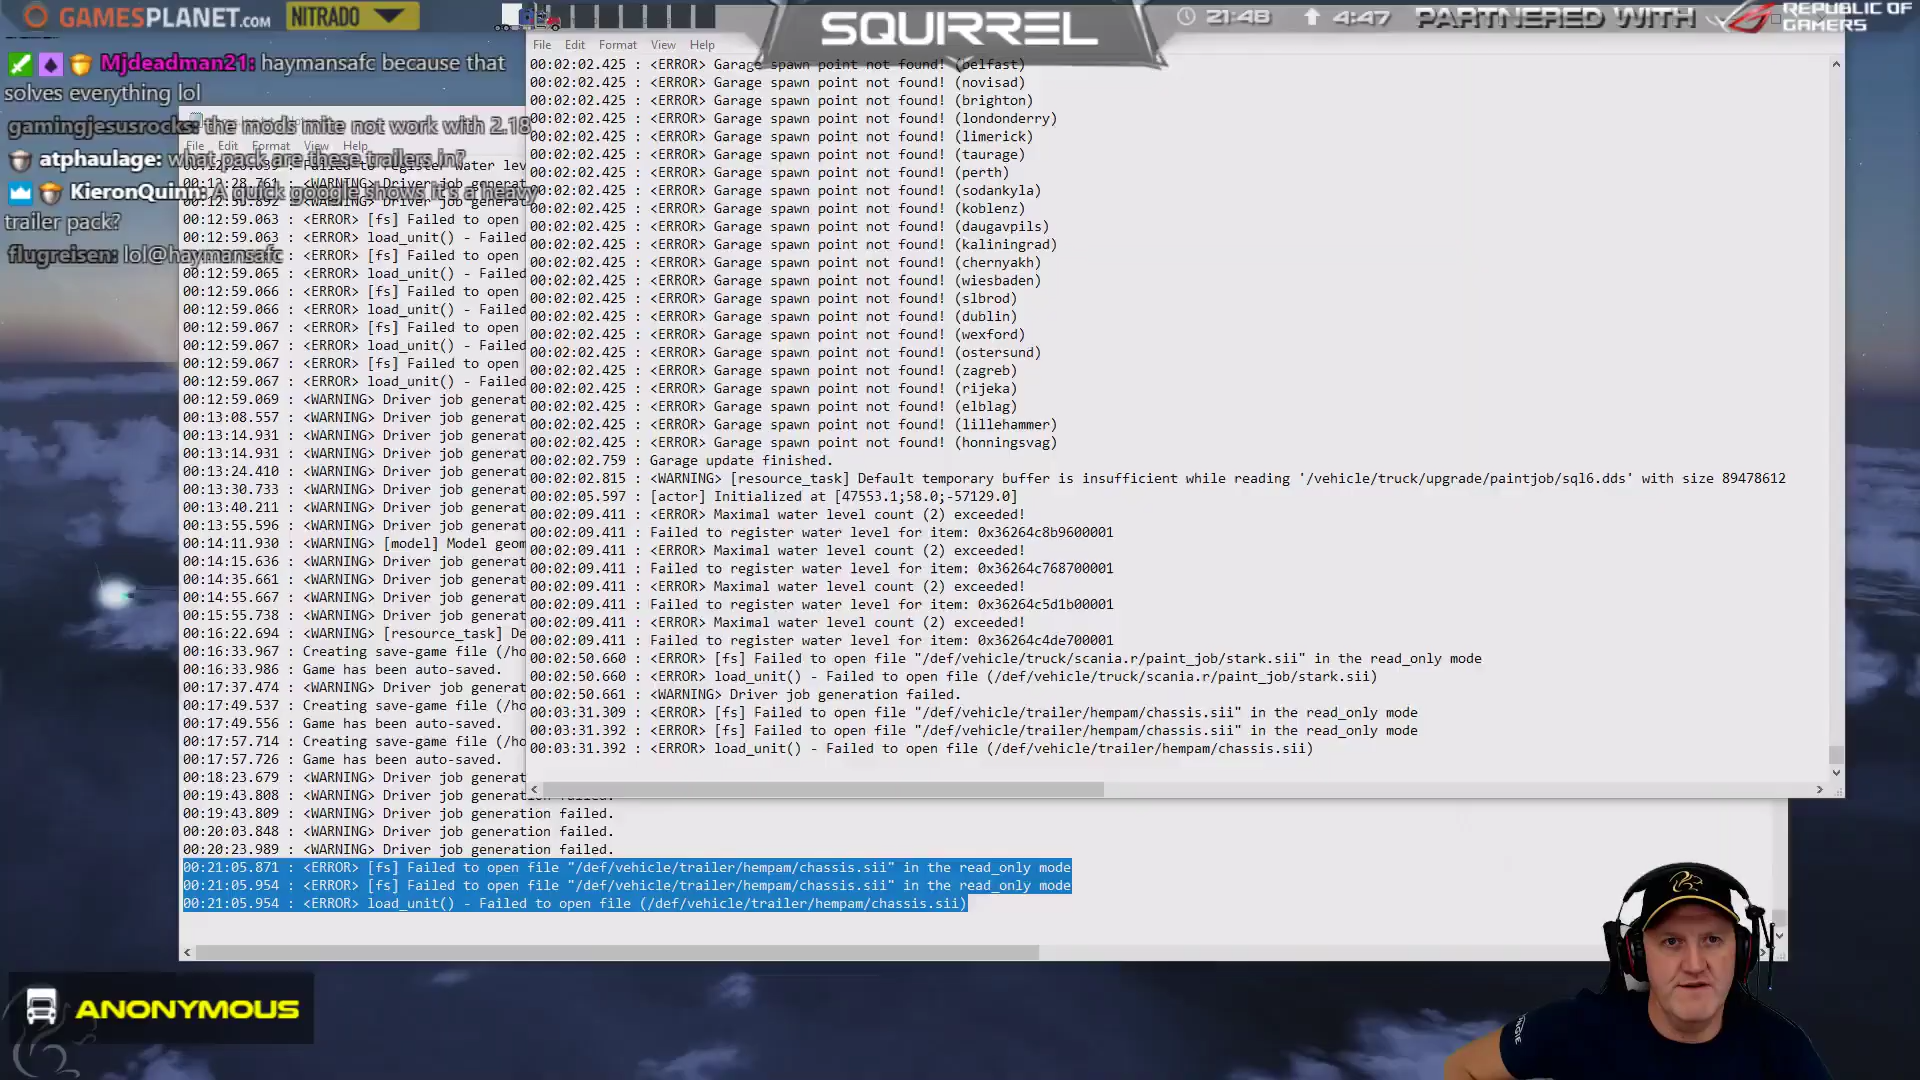 GAMESPLANET.COM
NITRADO
SQUIRREL
21:48
4:47
PARTNERED WITH
REPUBLIC OF
GAMERS
Mjdeadman21: haymansafc because that
solves everything lol
gamingjesusrocks: the mods mite not work with 2.18
atphaulage: what pack are these trailers in?
KieronQuinn: A quick google shows it's a heavy
trailer pack?
flugreisen: lol@haymansafc
File Edit Format View Help
00:02:02.425 : <ERROR> Garage spawn point not found! (belfast)
00:02:02.425 : <ERROR> Garage spawn point not found! (novisad)
00:02:02.425 : <ERROR> Garage spawn point not found! (brighton)
00:02:02.425 : <ERROR> Garage spawn point not found! (londonderry)
00:02:02.425 : <ERROR> Garage spawn point not found! (limerick)
00:02:02.425 : <ERROR> Garage spawn point not found! (taurage)
00:02:02.425 : <ERROR> Garage spawn point not found! (perth)
00:02:02.425 : <ERROR> Garage spawn point not found! (sodankyla)
00:02:02.425 : <ERROR> Garage spawn point not found! (koblenz)
00:02:02.425 : <ERROR> Garage spawn point not found! (daugavpils)
00:02:02.425 : <ERROR> Garage spawn point not found! (kaliningrad)
00:02:02.425 : <ERROR> Garage spawn point not found! (chernyakh)
00:02:02.425 : <ERROR> Garage spawn point not found! (wiesbaden)
00:02:02.425 : <ERROR> Garage spawn point not found! (slbrod)
00:02:02.425 : <ERROR> Garage spawn point not found! (dublin)
00:02:02.425 : <ERROR> Garage spawn point not found! (wexford)
00:02:02.425 : <ERROR> Garage spawn point not found! (ostersund)
00:02:02.425 : <ERROR> Garage spawn point not found! (zagreb)
00:02:02.425 : <ERROR> Garage spawn point not found! (rijeka)
00:02:02.425 : <ERROR> Garage spawn point not found! (elblag)
00:02:02.425 : <ERROR> Garage spawn point not found! (lillehammer)
00:02:02.425 : <ERROR> Garage spawn point not found! (honningsvag)
00:02:02.759 : Garage update finished.
00:02:02.815 : <WARNING> [resource_task] Default temporary buffer is insufficient while reading '/vehicle/truck/upgrade/paintjob/sql6.dds' with size 89478612
00:02:05.597 : [actor] Initialized at [47553.1;58.0;-57129.0]
00:02:09.411 : <ERROR> Maximal water level count (2) exceeded!
00:02:09.411 : Failed to register water level for item: 0x36264c8b9600001
00:02:09.411 : <ERROR> Maximal water level count (2) exceeded!
00:02:09.411 : Failed to register water level for item: 0x36264c768700001
00:02:09.411 : <ERROR> Maximal water level count (2) exceeded!
00:02:09.411 : Failed to register water level for item: 0x36264c5d1b00001
00:02:09.411 : <ERROR> Maximal water level count (2) exceeded!
00:02:09.411 : Failed to register water level for item: 0x36264c4de700001
00:02:50.660 : <ERROR> [fs] Failed to open file "/def/vehicle/truck/scania.r/paint_job/stark.sii" in the read_only mode
00:02:50.660 : <ERROR> load_unit() - Failed to open file (/def/vehicle/truck/scania.r/paint_job/stark.sii)
00:02:50.661 : <WARNING> Driver job generation failed.
00:03:31.309 : <ERROR> [fs] Failed to open file "/def/vehicle/trailer/hempam/chassis.sii" in the read_only mode
00:03:31.392 : <ERROR> [fs] Failed to open file "/def/vehicle/trailer/hempam/chassis.sii" in the read_only mode
00:03:31.392 : <ERROR> load_unit() - Failed to open file (/def/vehicle/trailer/hempam/chassis.sii)
File Edit Format View Help
Failed to register water leve
<WARNING> Driver job generat
<WARNING> Driver job generat
00:12:59.063 : <ERROR> [fs] Failed to open
00:12:59.063 : <ERROR> load_unit() - Failed
<ERROR> [fs] Failed to open
00:12:59.065 : <ERROR> load_unit() - Failed
00:12:59.066 : <ERROR> [fs] Failed to open
00:12:59.066 : <ERROR> load_unit() - Failed
00:12:59.067 : <ERROR> [fs] Failed to open
00:12:59.067 : <ERROR> load_unit() - Failed
00:12:59.067 : <ERROR> [fs] Failed to open
00:12:59.067 : <ERROR> load_unit() - Failed
00:12:59.069 : <WARNING> Driver job generat
00:13:08.557 : <WARNING> Driver job generat
00:13:14.931 : <WARNING> Driver job generat
00:13:14.931 : <WARNING> Driver job generat
00:13:24.410 : <WARNING> Driver job generat
00:13:30.733 : <WARNING> Driver job generat
00:13:40.211 : <WARNING> Driver job generat
00:13:55.596 : <WARNING> Driver job generat
00:14:11.930 : <WARNING> [model] Model geom
00:14:15.636 : <WARNING> Driver job generat
00:14:35.661 : <WARNING> Driver job generat
00:14:55.667 : <WARNING> Driver job generat
00:15:55.738 : <WARNING> Driver job generat
00:16:22.694 : <WARNING> [resource_task] De
00:16:33.967 : Creating save-game file (/ho
00:16:33.986 : Game has been auto-saved.
00:17:37.474 : <WARNING> Driver job generat
00:17:49.537 : Creating save-game file (/ho
00:17:49.556 : Game has been auto-saved.
00:17:57.714 : Creating save-game file (/ho
00:17:57.726 : Game has been auto-saved.
00:18:23.679 : <WARNING> Driver job generat
00:19:43.808 : <WARNING> Driver job generation failed.
00:19:43.809 : <WARNING> Driver job generation failed.
00:20:03.848 : <WARNING> Driver job generation failed.
00:20:23.989 : <WARNING> Driver job generation failed.
00:21:05.871 : <ERROR> [fs] Failed to open file "/def/vehicle/trailer/hempam/chassis.sii" in the read_only mode
00:21:05.954 : <ERROR> [fs] Failed to open file "/def/vehicle/trailer/hempam/chassis.sii" in the read_only mode
00:21:05.954 : <ERROR> load_unit() - Failed to open file (/def/vehicle/trailer/hempam/chassis.sii)
ANONYMOUS